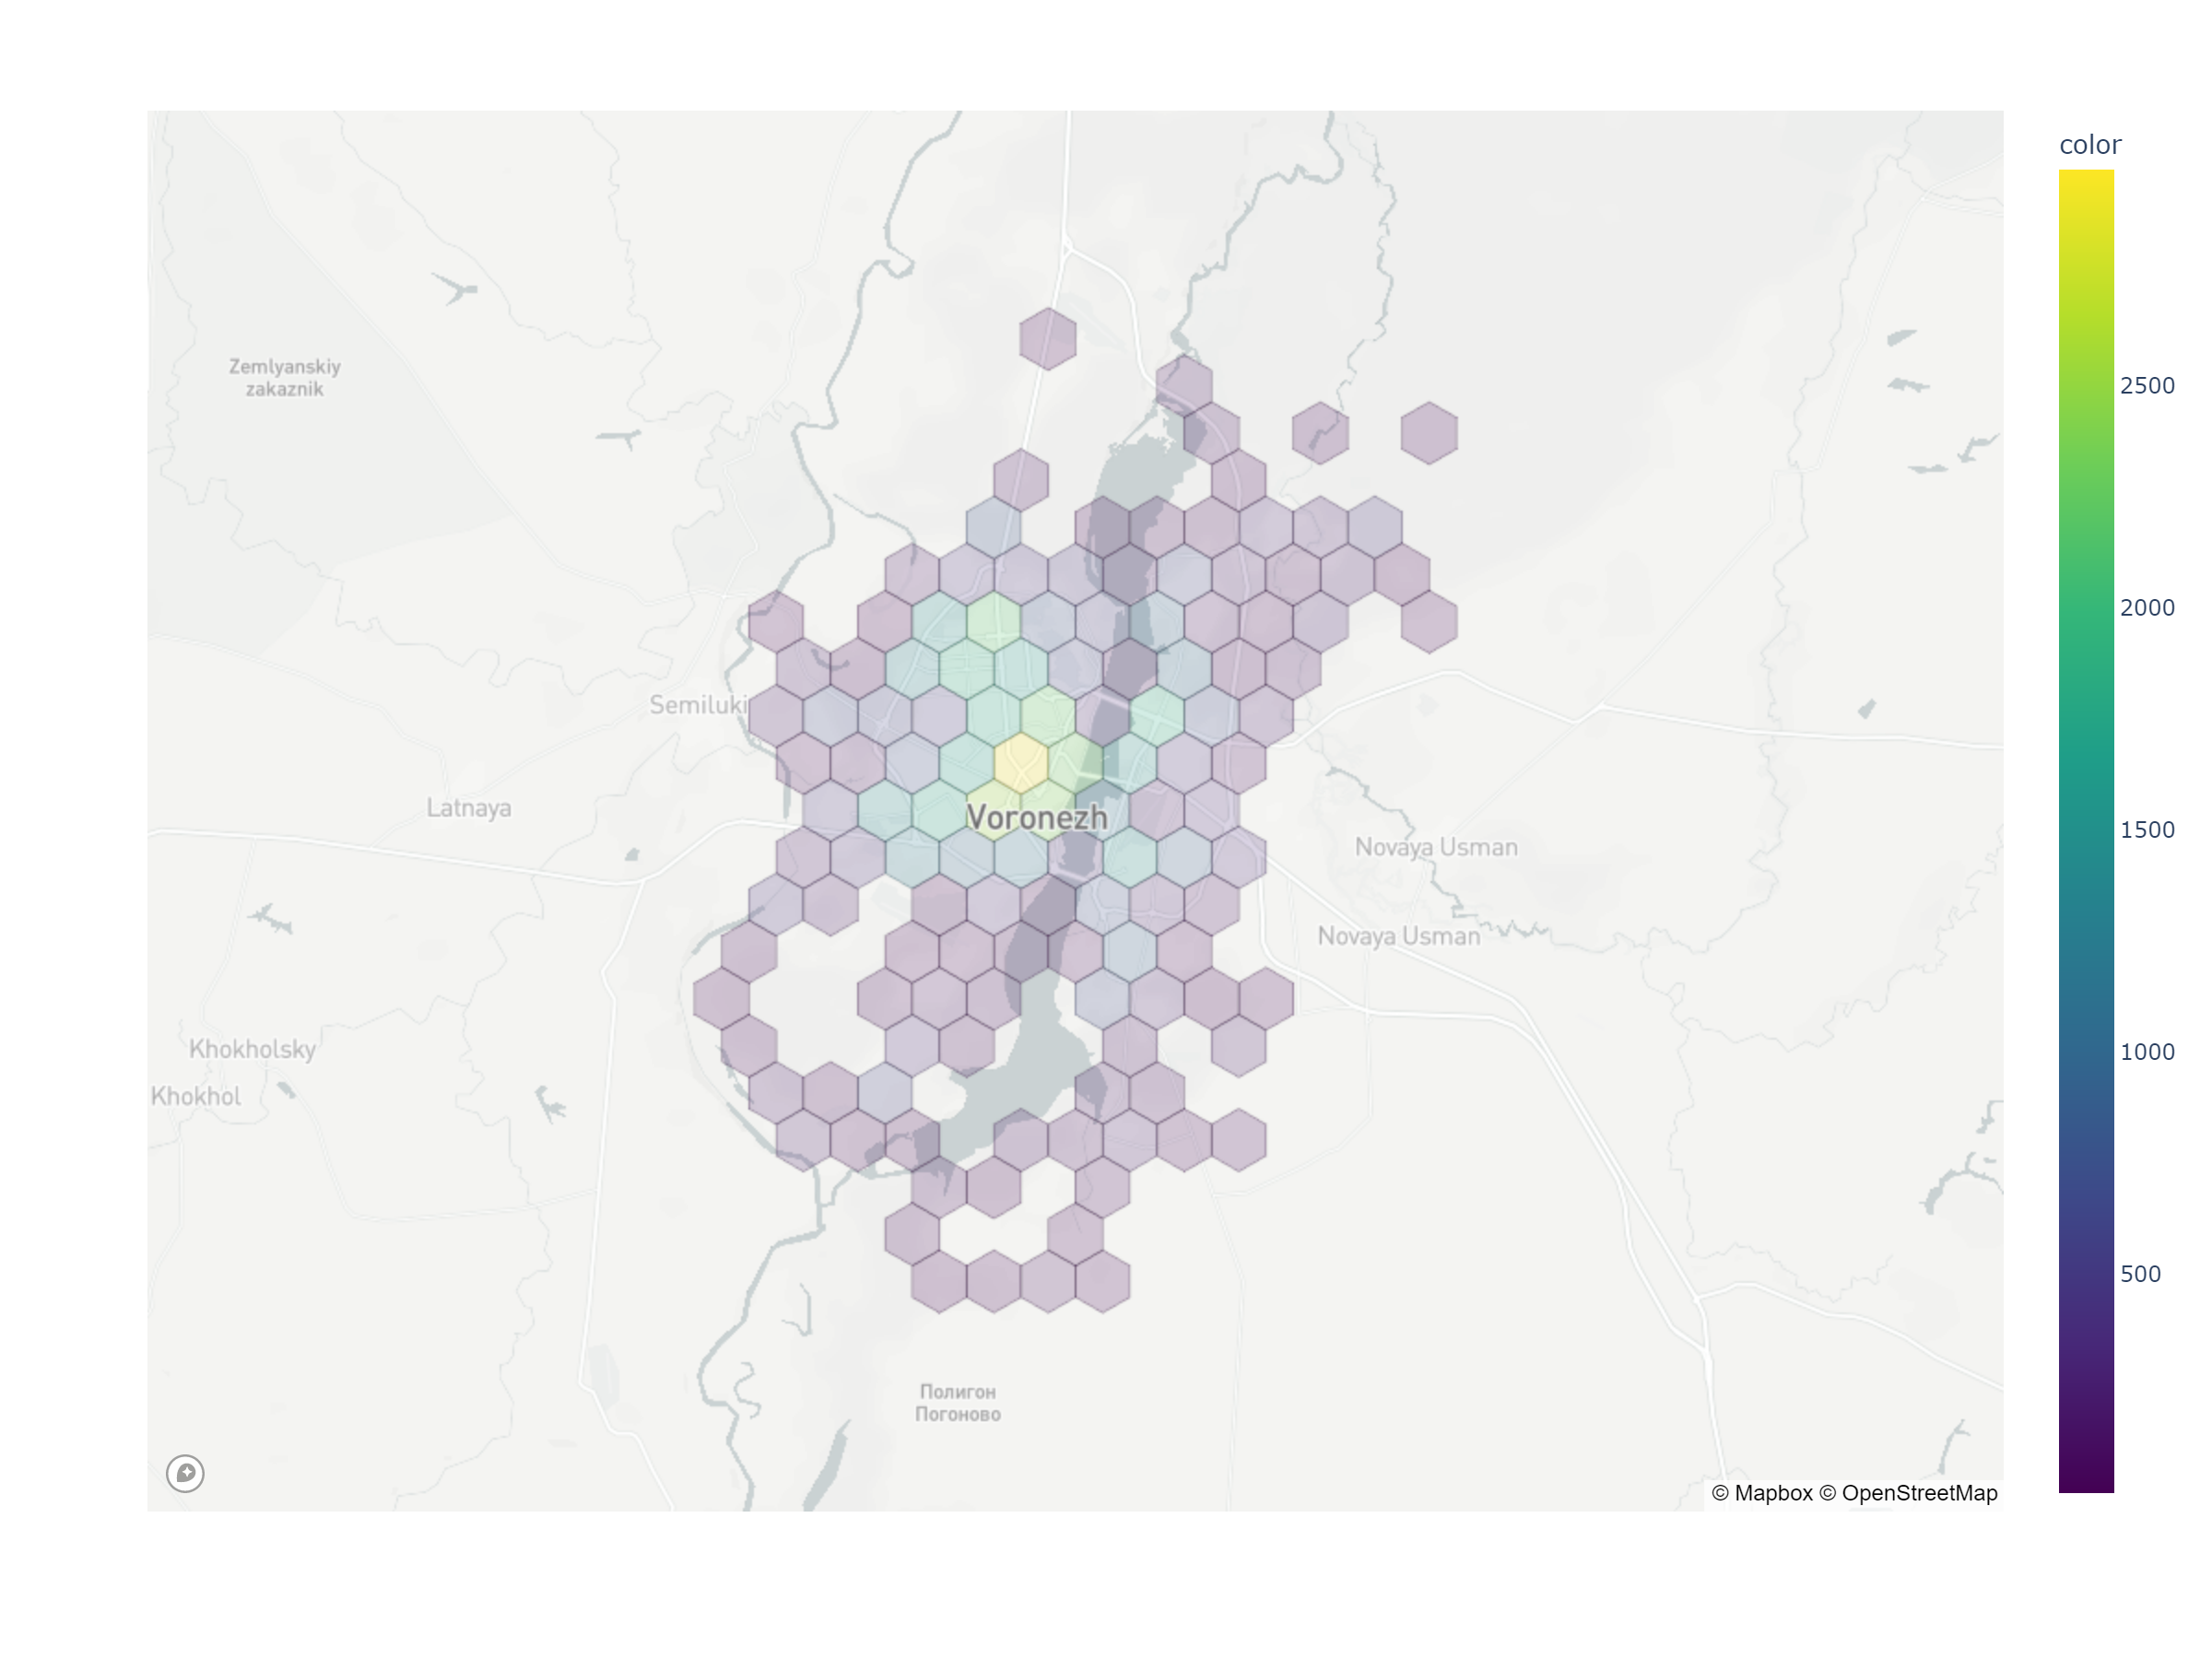 color
Zemlyanskiy
zakaznik
2500
2000
Semiluki
Latnaya
Voronezh
1500
Novaya Usman
Novaya Usman
Khokholsky
1000
Khokhol
500
Полигон
Погоново
© Mapbox © OpenStreetMap